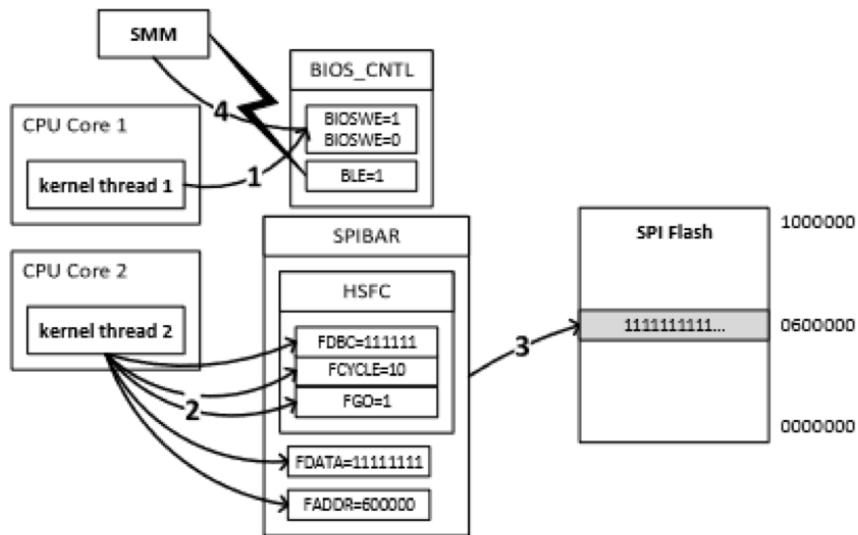 SMM
BIOS_CNTL
4
BIOSWE=1
BIOSWE=0
CPU Core 1
kernel thread 1
1
BLE=1
SPIBAR
SPI Flash
1000000
CPU Core 2
HSFC
kernel thread 2
FDBC=111111
3
1111111111...
0600000
FCYCLE=10
2
FGO=1
0000000
FDATA=11111111
FADDR=600000